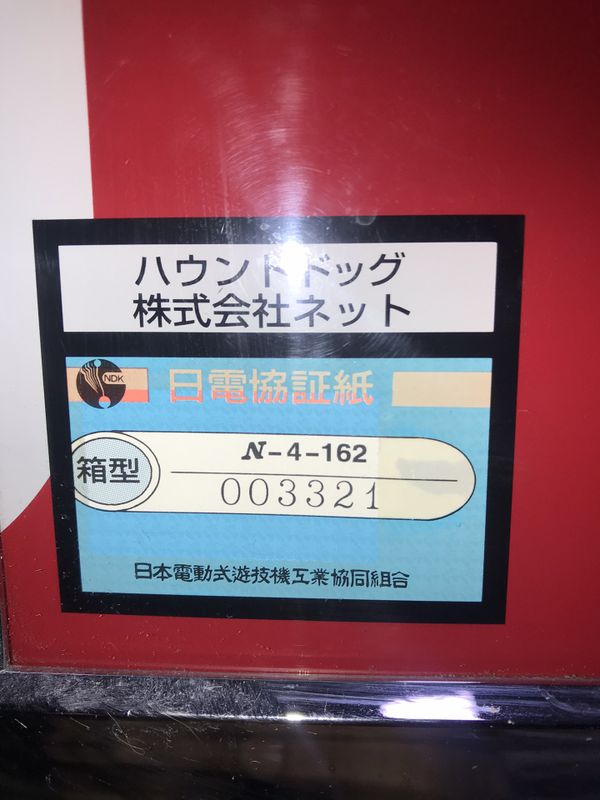 ハウンドドッグ
株式会社ネット
NDK
日電協証紙
箱型
N-4-162
003321
日本電動式遊技機工業協同組合